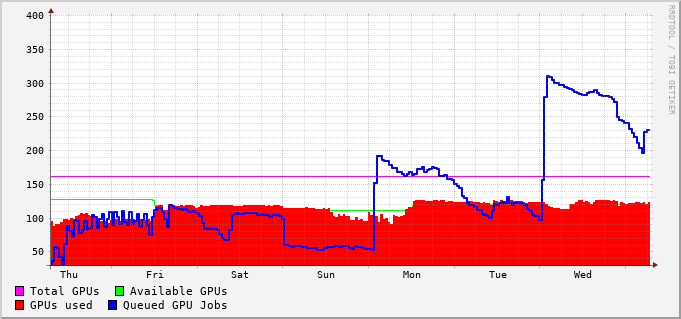 400
350
300
250
200
150
100
50
Thu Fri Sat Sun Mon Tue Wed
Total GPUs Available GPUs
GPUs used Queued GPU Jobs
RRDTOOL / TOBI OETIKER